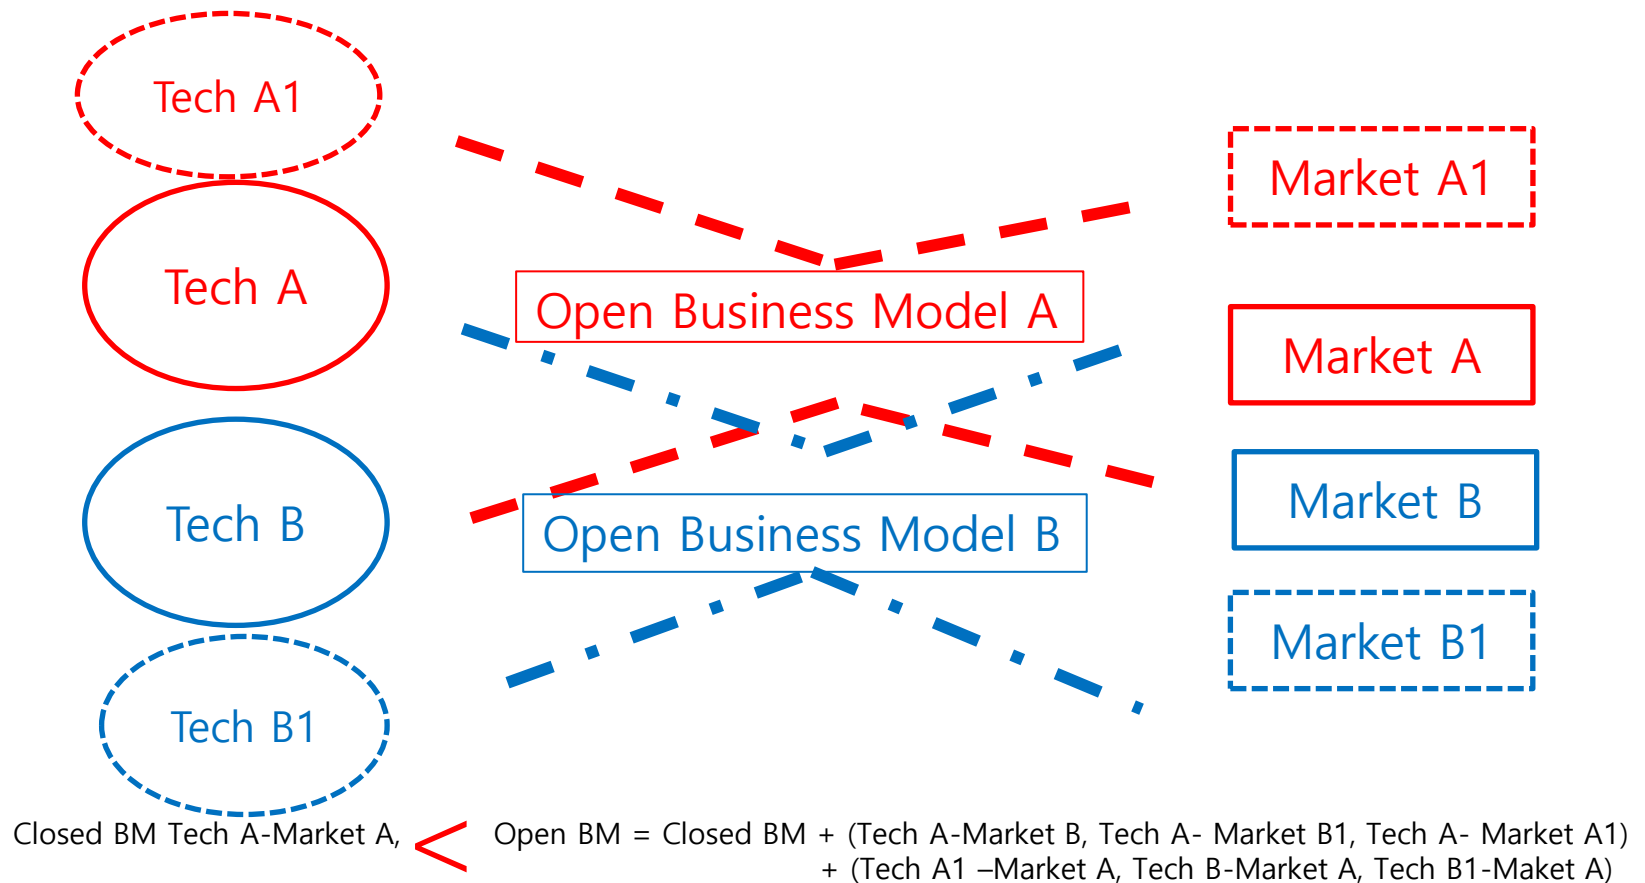 Tech A1
Market A1
Tech A
Open Business Model A
Market A
Tech B
Open Business Model B
Market B
Market B1
Tech B1
Closed BM Tech A-Market A, < Open BM = Closed BM + (Tech A-Market B, Tech A- Market B1, Tech A- Market A1)
+ (Tech A1 –Market A, Tech B-Market A, Tech B1-Maket A)